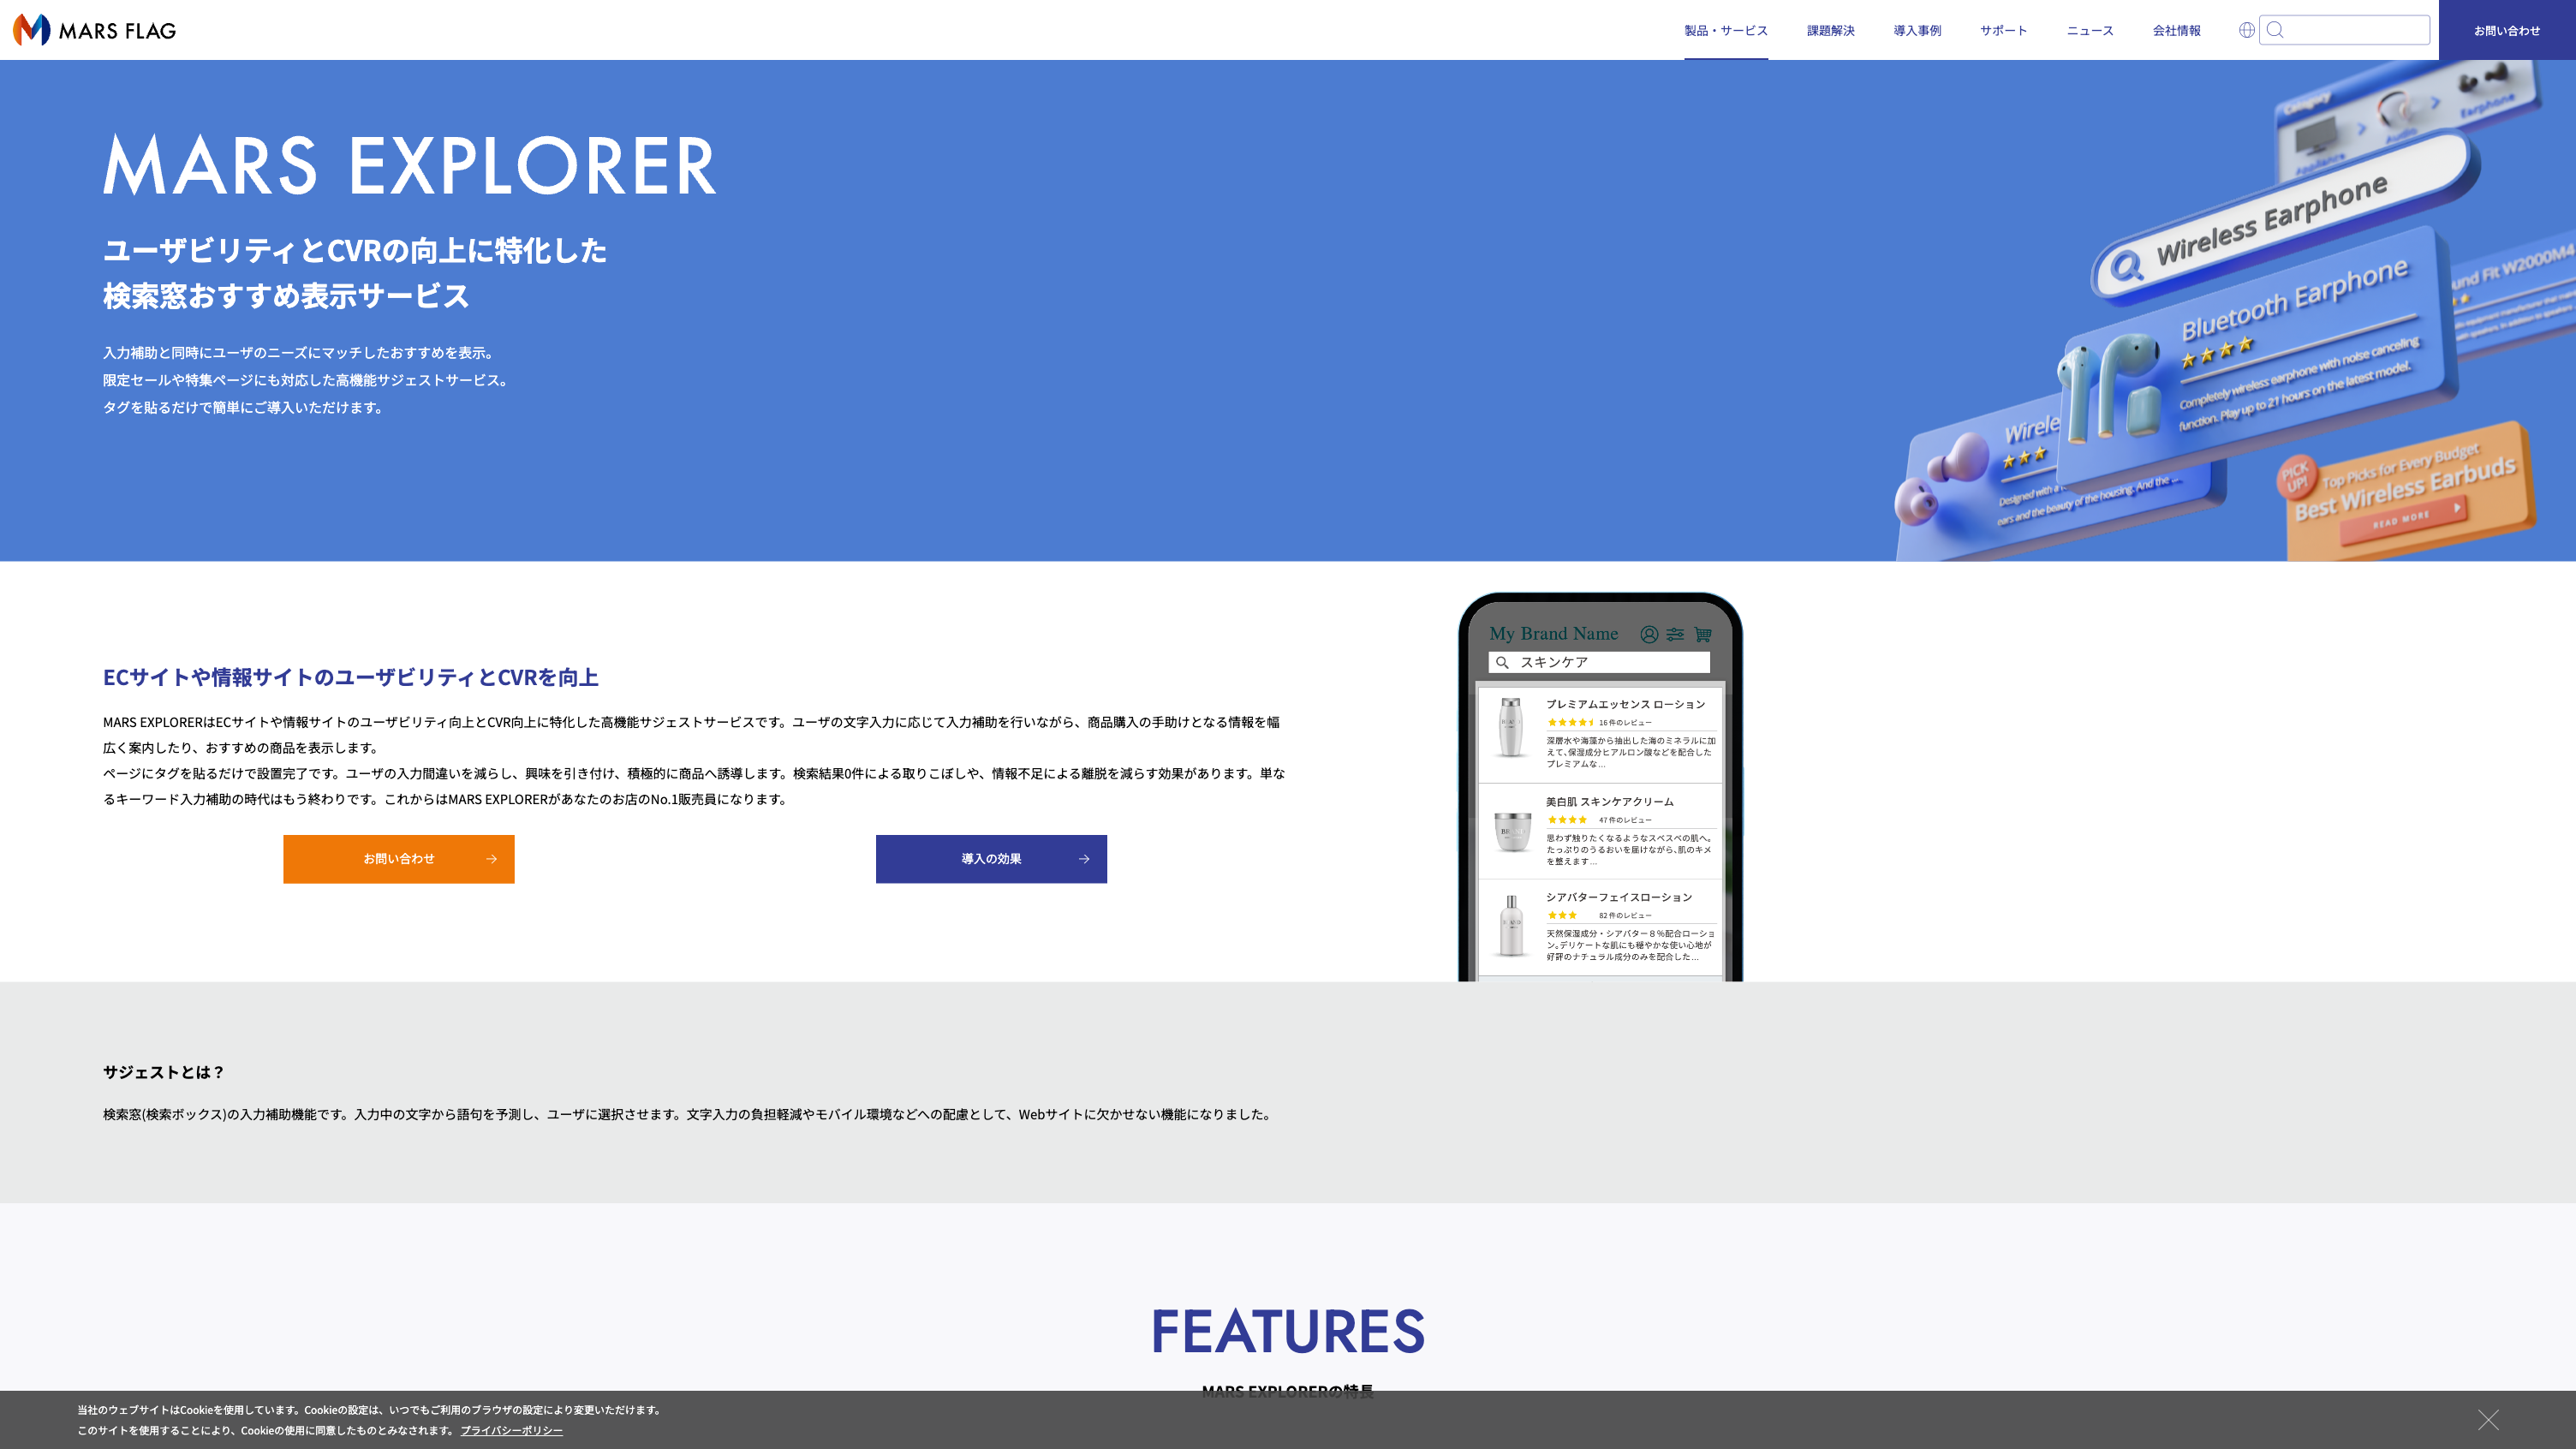 MARS FLAG
製品・サービス
課題解決
導入事例
サポート
ニュース
会社情報
お問い合わせ
MARS EXPLORER
ユーザビリティとCVRの向上に特化した
検索窓おすすめ表示サービス
入力補助と同時にユーザのニーズにマッチしたおすすめを表示。
限定セールや特集ページにも対応した高機能サジェストサービス。
タグを貼るだけで簡単にご導入いただけます。
Category
Appliance
Audio
Earphone
Wireless Earphone
Bluetooth Earphone
Completely wireless earphone with noise canceling
function. Play up to 21 hours on the latest model.
und Fit W2000M4
Wirele
Designed with a
ears and the beauty of the housing. And the ...
PICK UP!
Top Picks for Every Budget
Best Wireless Earbuds
READ MORE
ECサイトや情報サイトのユーザビリティとCVRを向上
MARS EXPLORERはECサイトや情報サイトのユーザビリティ向上とCVR向上に特化した高機能サジェストサービスです。ユーザの文字入力に応じて入力補助を行いながら、商品購入の手助けとなる情報を幅
広く案内したり、おすすめの商品を表示します。
ページにタグを貼るだけで設置完了です。ユーザの入力間違いを減らし、興味を引き付け、積極的に商品へ誘導します。検索結果0件による取りこぼしや、情報不足による離脱を減らす効果があります。単な
るキーワード入力補助の時代はもう終わりです。これからはMARS EXPLORERがあなたのお店のNo.1販売員になります。
お問い合わせ
導入の効果
My Brand Name
スキンケア
プレミアムエッセンス ローション
16 件のレビュー
深層水や海藻から抽出した海のミネラルに加
えて、保湿成分ヒアルロン酸などを配合した
プレミアムな...
美白肌 スキンケアクリーム
47 件のレビュー
思わず触りたくなるようなスベスベの肌へ。
たっぷりのうるおいを届けながら、肌のキメ
を整えます...
シアバターフェイスローション
82 件のレビュー
天然保湿成分・シアバター８％配合ローショ
ン。デリケートな肌にも穏やかな使い心地が
好評のナチュラル成分のみを配合した...
サジェストとは？
検索窓(検索ボックス)の入力補助機能です。入力中の文字から語句を予測し、ユーザに選択させます。文字入力の負担軽減やモバイル環境などへの配慮として、Webサイトに欠かせない機能になりました。
FEATURES
MARS EXPLORERの特長
当社のウェブサイトはCookieを使用しています。Cookieの設定は、いつでもご利用のブラウザの設定により変更いただけます。
このサイトを使用することにより、Cookieの使用に同意したものとみなされます。 プライバシーポリシー